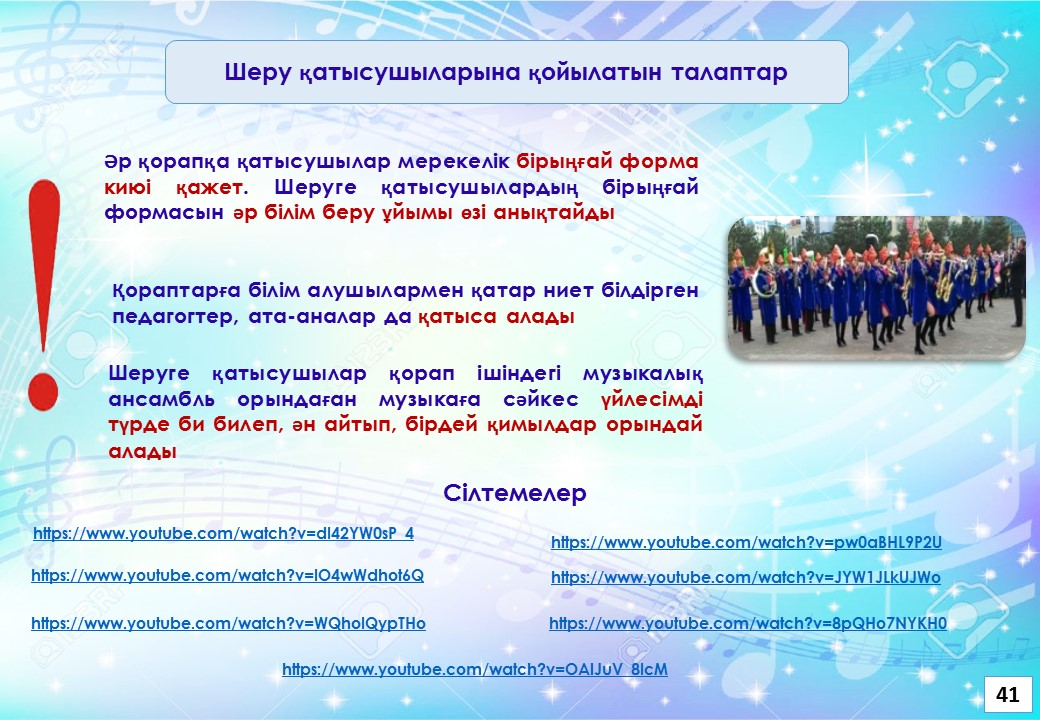 Шеру қатысушыларына қойылатын талаптар
Әр қорапқа қатысушылар мерекелік бірыңғай форма
киюі қажет. Шеруге қатысушылардың бірыңғай
формасын әр білім беру ұйымы өзі анықтайды
Қораптарға білім алушылармен қатар ниет білдірген
педагогтер, ата-аналар да қатыса алады
Шеруге қатысушылар қорап ішіндегі музыкалық
ансамбль орындаған музыкаға сәйкес үйлесімді
түрде би билеп, ән айтып, бірдей қимылдар орындай
алады
Сілтемелер
https://www.youtube.com/watch?v=dI42YW0sP_4
https://www.youtube.com/watch?v=pw0aBHL9P2U
https://www.youtube.com/watch?v=lO4wWdhot6Q
https://www.youtube.com/watch?v=JYW1JLkUJWo
https://www.youtube.com/watch?v=WQhoIQypTHo
https://www.youtube.com/watch?v=8pQHo7NYKH0
https://www.youtube.com/watch?v=OAlJuV_8lcM
41